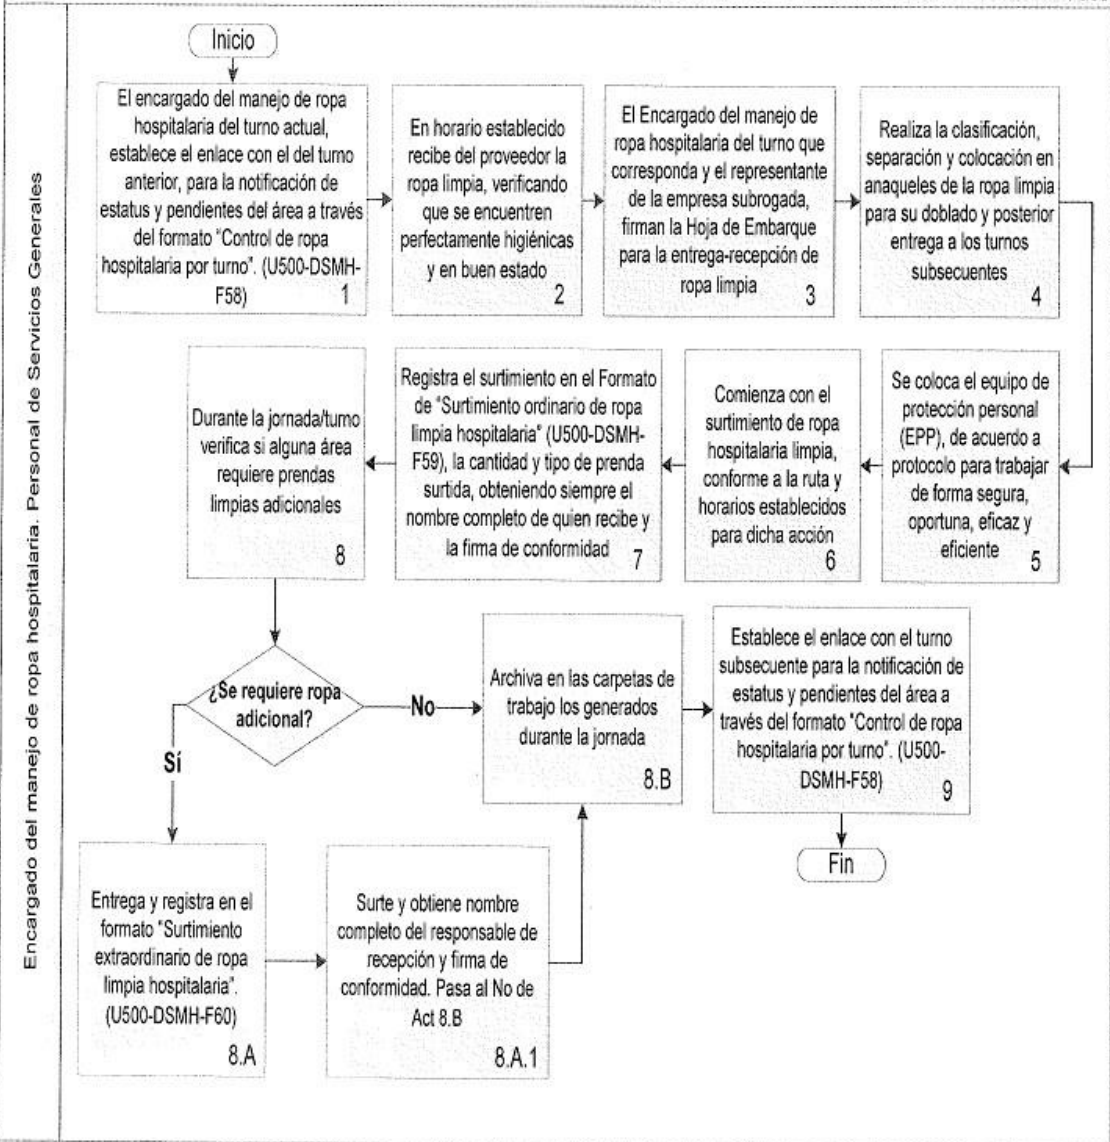 Encargado del manejo de ropa hospitalaria. Personal de Servicios Generales
Inicio
El encargado del manejo de ropa
hospitalaria del turno actual,
establece el enlace con el del turno
anterior, para la notificación de
estatus y pendientes del área a través
del formato "Control de ropa
hospitalaria por turno". (U500-DSMH-
F58)
1
En horario establecido
recibe del proveedor la
ropa limpia, verificando
que se encuentren
perfectamente higiénicas
y en buen estado
2
El Encargado del manejo de
ropa hospitalaria del turno que
corresponda y el representante
de la empresa subrogada,
firman la Hoja de Embarque
para la entrega-recepción de
ropa limpia
3
Realiza la clasificación,
separación y colocación en
anaqueles de la ropa limpia
para su doblado y posterior
entrega a los turnos
subsecuentes
4
Se coloca el equipo de
protección personal
(EPP), de acuerdo a
protocolo para trabajar
de forma segura,
oportuna, eficaz y
eficiente
5
Comienza con el
surtimiento de ropa
hospitalaria limpia,
conforme a la ruta y
horarios establecidos
para dicha acción
6
Registra el surtimiento en el Formato
de "Surtimiento ordinario de ropa
limpia hospitalaria" (U500-DSMH-
F59), la cantidad y tipo de prenda
surtida, obteniendo siempre el
nombre completo de quien recibe y
la firma de conformidad
7
Durante la jornada/turno
verifica si alguna área
requiere prendas
limpias adicionales
8
¿Se requiere ropa
adicional?
No
Sí
Archiva en las carpetas de
trabajo los generados
durante la jornada
8.B
Establece el enlace con el turno
subsecuente para la notificación de
estatus y pendientes del área a
través del formato "Control de ropa
hospitalaria por turno". (U500-
DSMH-F58)
9
Fin
Entrega y registra en el
formato "Surtimiento
extraordinario de ropa
limpia hospitalaria".
(U500-DSMH-F60)
8.A
Surte y obtiene nombre
completo del responsable de
recepción y firma de
conformidad. Pasa al No de
Act 8.B
8.A.1